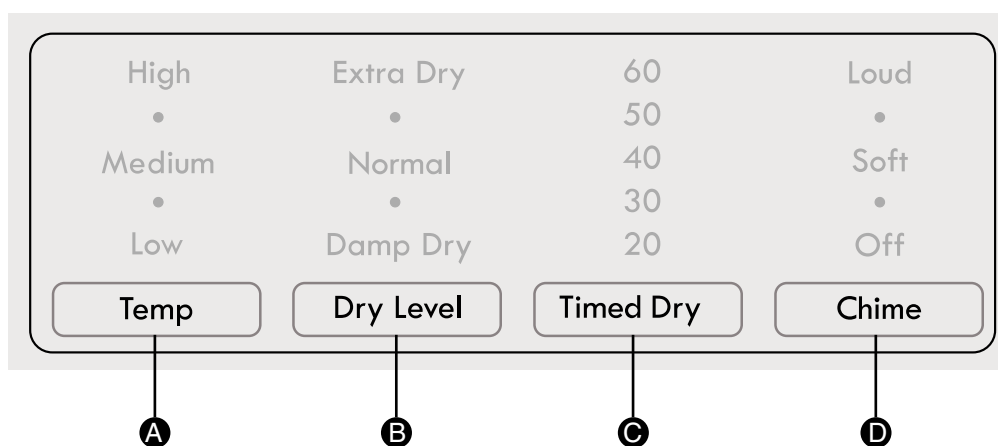 High Extra Dry 60 Loud
50
Medium Normal 40 Soft
30
Low Damp Dry 20 Off
Temp Dry Level Timed Dry Chime
A B C D